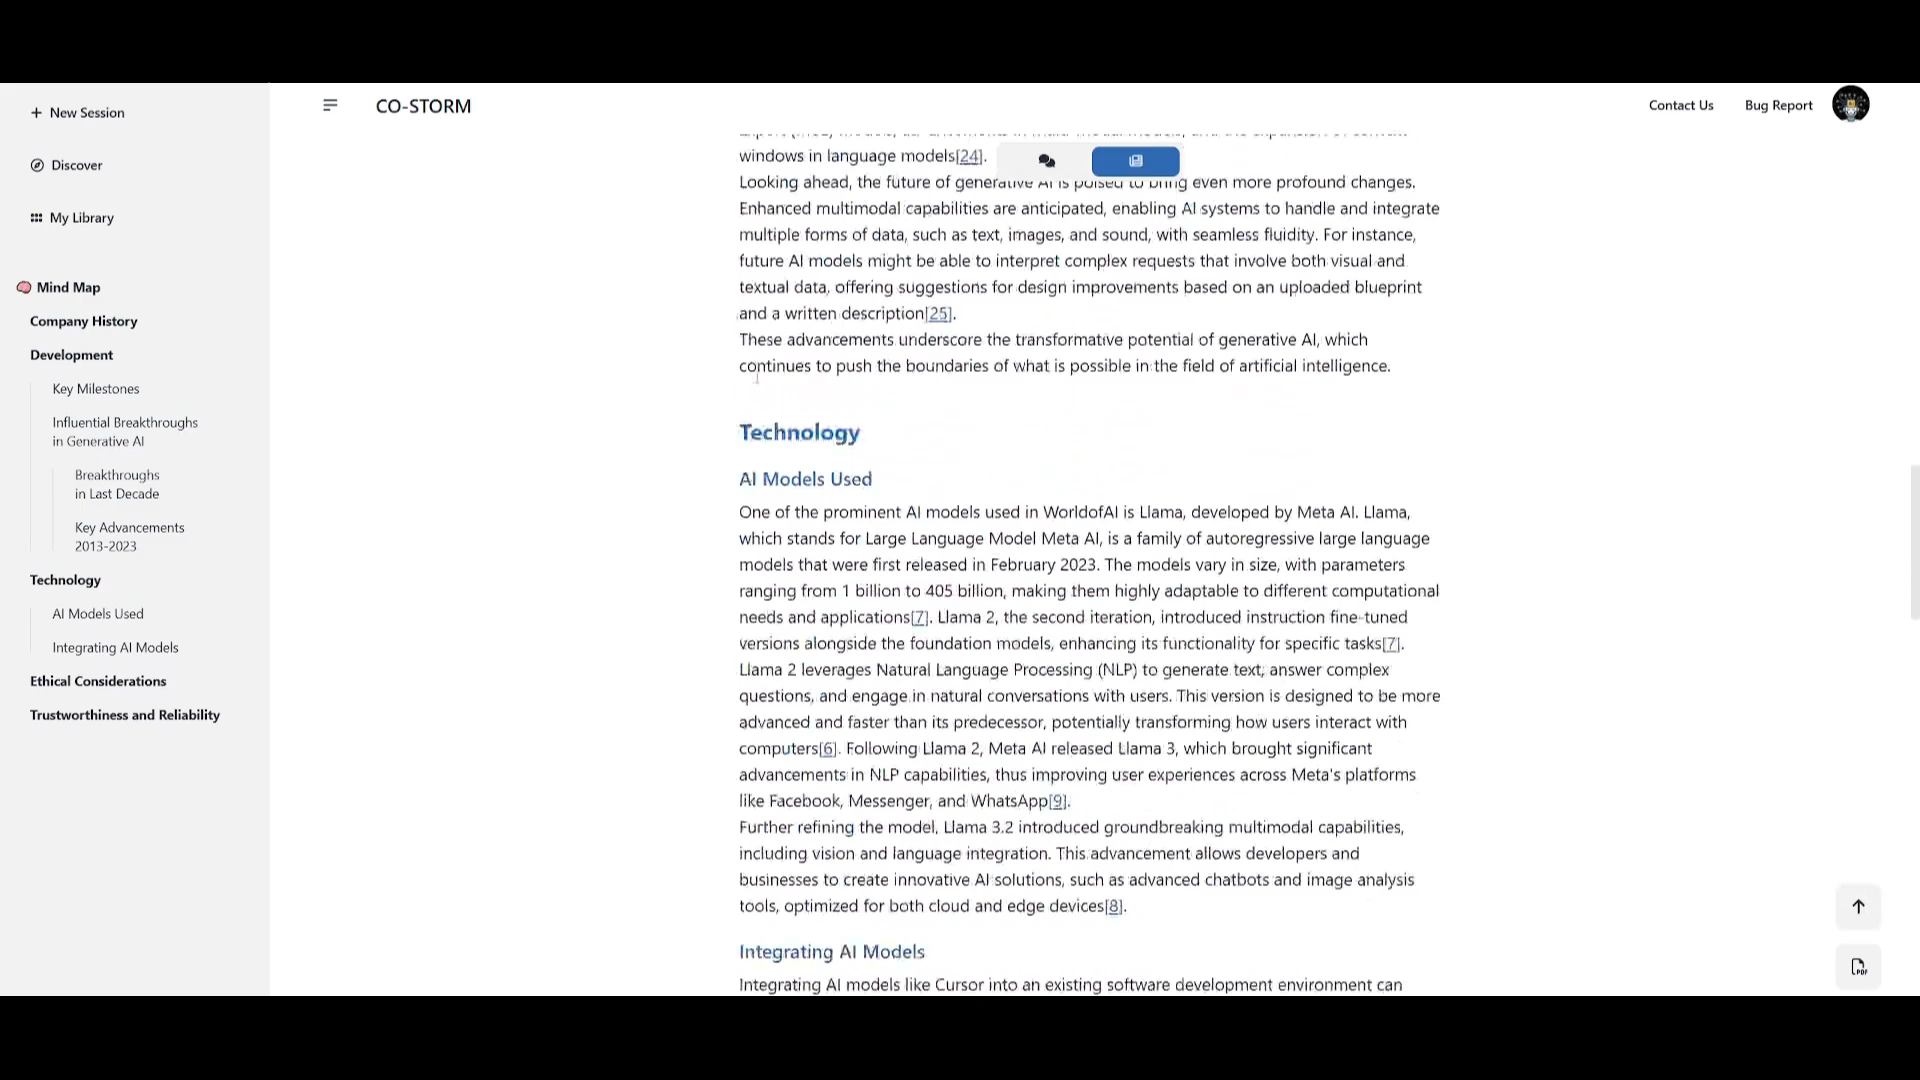 + New Session
Discover
My Library
Mind Map
Company History
Development
Key Milestones
Influential Breakthroughs
in Generative AI
Breakthroughs
in Last Decade
Key Advancements
2013-2023
Technology
AI Models Used
Integrating AI Models
Ethical Considerations
Trustworthiness and Reliability
CO-STORM
Contact Us
Bug Report
windows in language models[24].
Looking ahead, the future of generative AI is poised to bring even more profound changes.
Enhanced multimodal capabilities are anticipated, enabling AI systems to handle and integrate
multiple forms of data, such as text, images, and sound, with seamless fluidity. For instance,
future AI models might be able to interpret complex requests that involve both visual and
textual data, offering suggestions for design improvements based on an uploaded blueprint
and a written description[25].
These advancements underscore the transformative potential of generative AI, which
continues to push the boundaries of what is possible in the field of artificial intelligence.
Technology
AI Models Used
One of the prominent AI models used in WorldofAI is Llama, developed by Meta AI. Llama,
which stands for Large Language Model Meta AI, is a family of autoregressive large language
models that were first released in February 2023. The models vary in size, with parameters
ranging from 1 billion to 405 billion, making them highly adaptable to different computational
needs and applications[7]. Llama 2, the second iteration, introduced instruction fine-tuned
versions alongside the foundation models, enhancing its functionality for specific tasks[7].
Llama 2 leverages Natural Language Processing (NLP) to generate text, answer complex
questions, and engage in natural conversations with users. This version is designed to be more
advanced and faster than its predecessor, potentially transforming how users interact with
computers[6]. Following Llama 2, Meta AI released Llama 3, which brought significant
advancements in NLP capabilities, thus improving user experiences across Meta's platforms
like Facebook, Messenger, and WhatsApp[9].
Further refining the model, Llama 3.2 introduced groundbreaking multimodal capabilities,
including vision and language integration. This advancement allows developers and
businesses to create innovative AI solutions, such as advanced chatbots and image analysis
tools, optimized for both cloud and edge devices[8].
Integrating AI Models
Integrating AI models like Cursor into an existing software development environment can
PDF